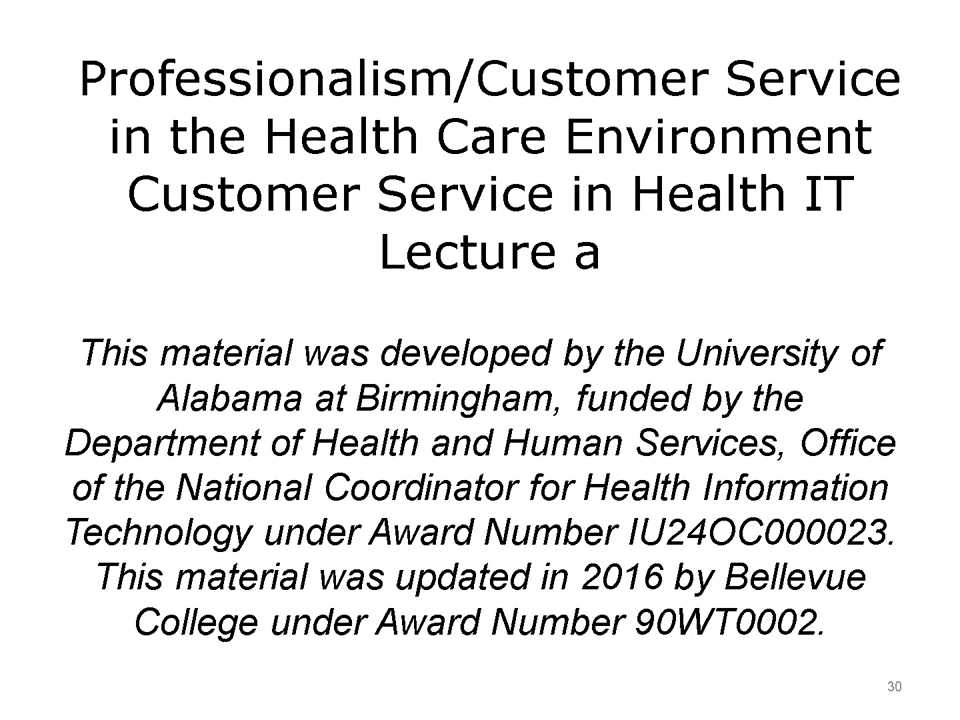 Professionalism/Customer Service
in the Health Care Environment
Customer Service in Health IT
Lecture a
This material was developed by the University of
Alabama at Birmingham, funded by the
Department of Health and Human Services, Office
of the National Coordinator for Health Information
Technology under Award Number IU24OC000023.
This material was updated in 2016 by Bellevue
College under Award Number 90WT0002.
30